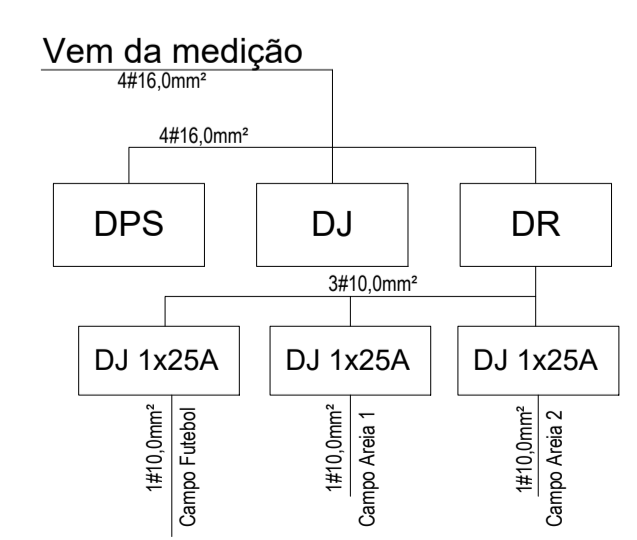 Vem da medição
4#16,0mm²
4#16,0mm²
DPS
DJ
DR
3#10,0mm²
DJ 1x25A
DJ 1x25A
DJ 1x25A
1#10,0mm²
Campo Futebol
1#10,0mm²
Campo Areia 1
1#10,0mm²
Campo Areia 2